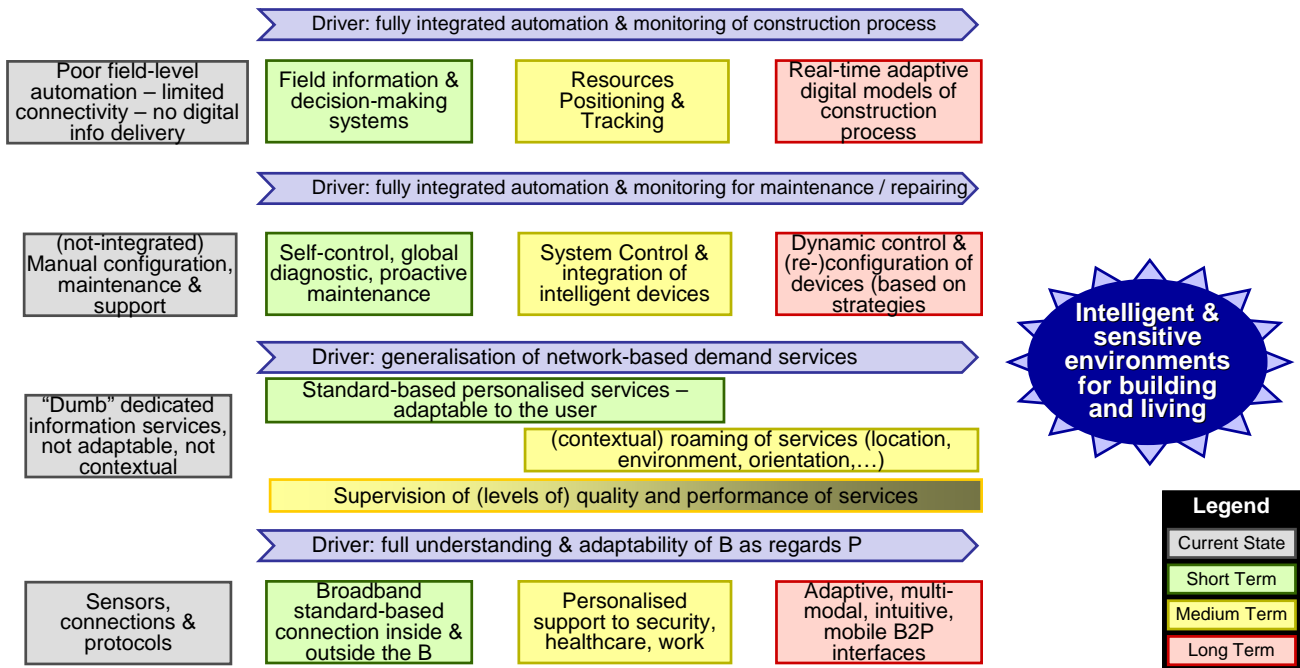 Driver: fully integrated automation & monitoring of construction process
Poor field-level
automation – limited
connectivity – no digital
info delivery
Field information &
decision-making
systems
Resources
Positioning &
Tracking
Real-time adaptive
digital models of
construction
process
Driver: fully integrated automation & monitoring for maintenance / repairing
(not-integrated)
Manual configuration,
maintenance &
support
Self-control, global
diagnostic, proactive
maintenance
System Control &
integration of
intelligent devices
Dynamic control &
(re-)configuration of
devices (based on
strategies
Driver: generalisation of network-based demand services
“Dumb” dedicated
information services,
not adaptable, not
contextual
Standard-based personalised services –
adaptable to the user
(contextual) roaming of services (location,
environment, orientation,…)
Supervision of (levels of) quality and performance of services
Driver: full understanding & adaptability of B as regards P
Sensors,
connections &
protocols
Broadband
standard-based
connection inside &
outside the B
Personalised
support to security,
healthcare, work
Adaptive, multi-
modal, intuitive,
mobile B2P
interfaces
Intelligent &
sensitive
environments
for building
and living
Legend
Current State
Short Term
Medium Term
Long Term